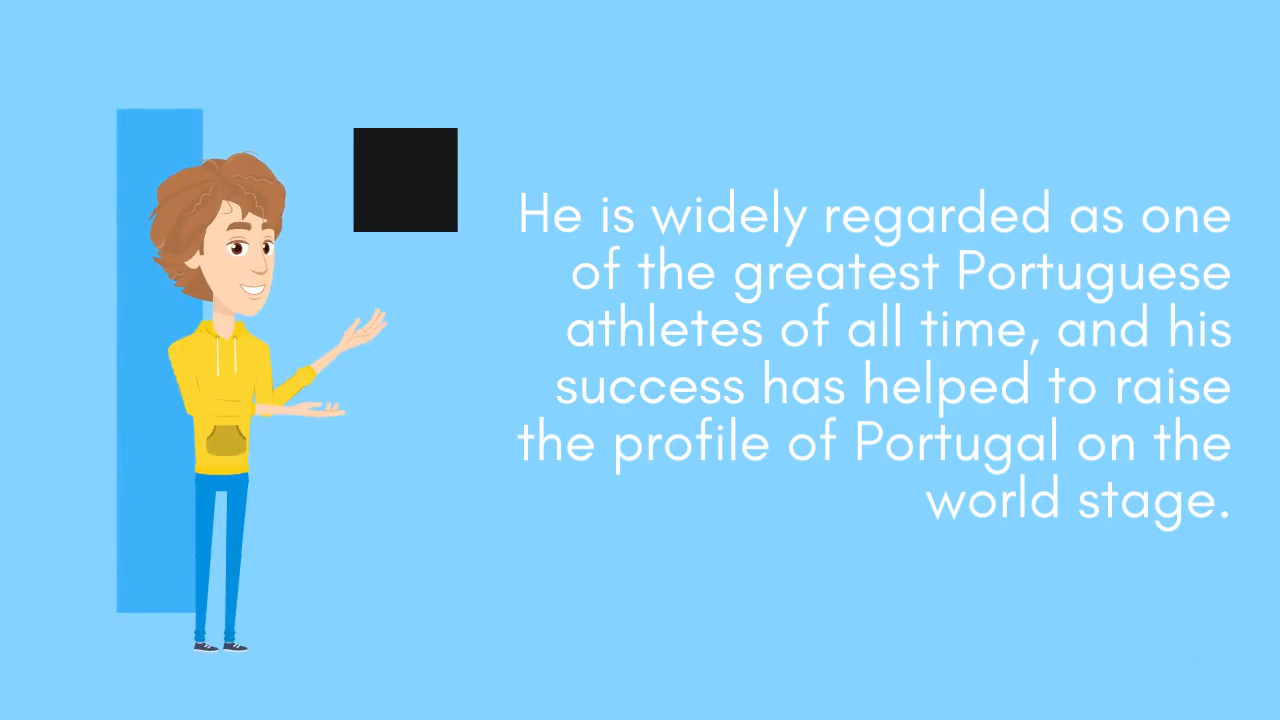 He is widely regarded as one
of the greatest Portuguese
athletes of all time, and his
success has helped to raise
the profile of Portugal on the
world stage.